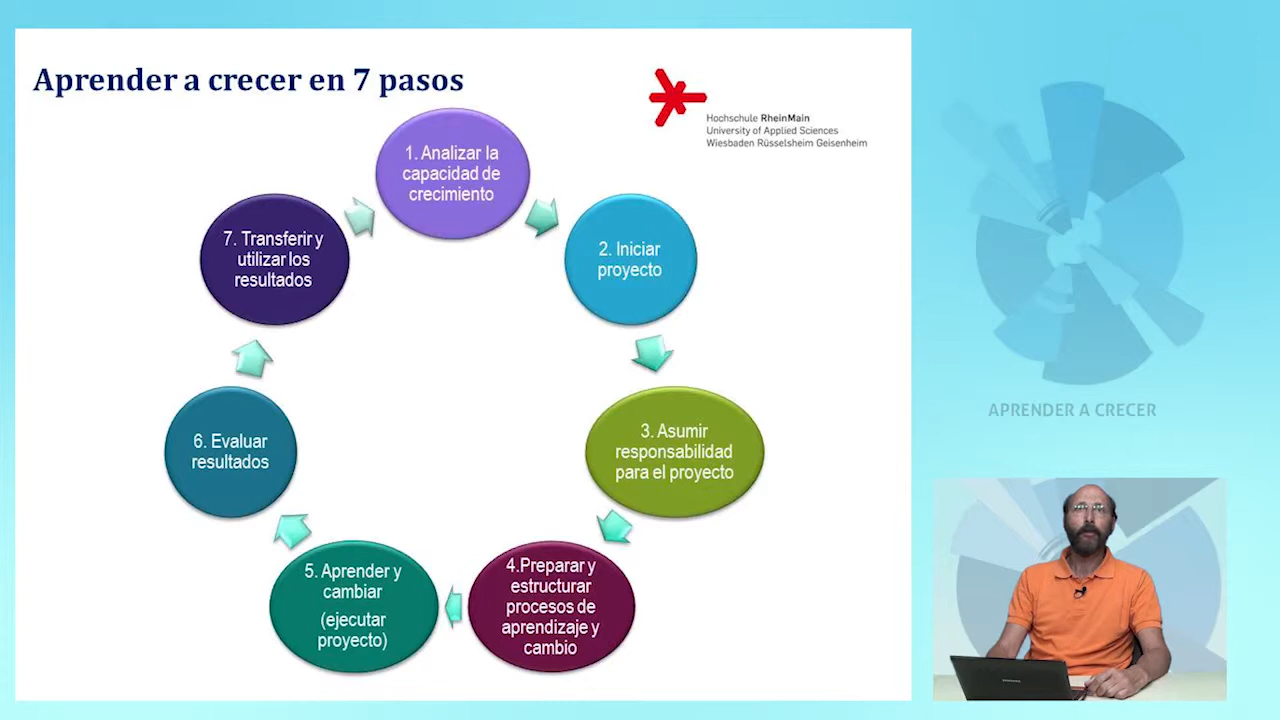 Aprender a crecer en 7 pasos
Hochschule RheinMain
University of Applied Sciences
Wiesbaden Rüsselsheim Geisenheim
1. Analizar la
capacidad de
crecimiento
2. Iniciar
proyecto
3. Asumir
responsabilidad
para el proyecto
4.Preparar y
estructurar
procesos de
aprendizaje y
cambio
5. Aprender y
cambiar
(ejecutar
proyecto)
6. Evaluar
resultados
7. Transferir y
utilizar los
resultados
APRENDER A CRECER